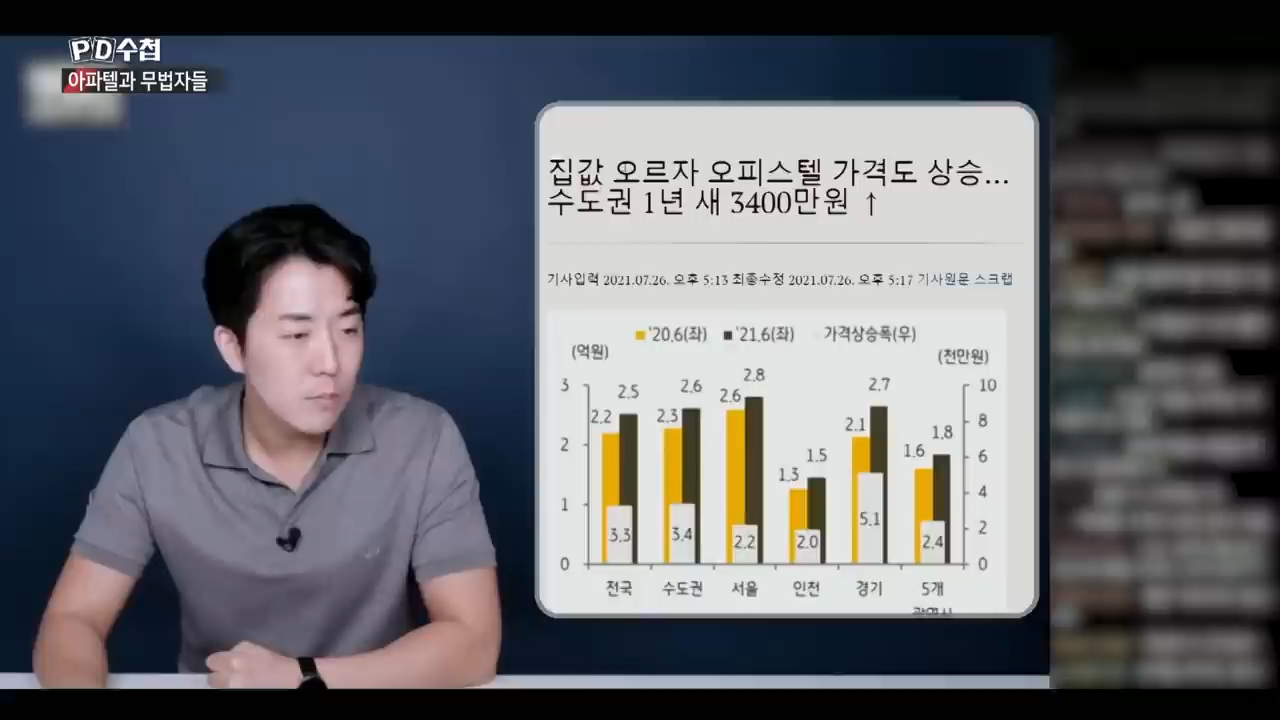 PD수첩
아파텔과 무법자들
집값 오르자 오피스텔 가격도 상승...
수도권 1년 새 3400만원 ↑
기사입력 2021.07.26. 오후 5:13 최종수정 2021.07.26. 오후 5:17 기사원문 스크랩
'20.6(좌) '21.6(좌) 가격상승폭(우)
(억원) (천만원)
3 2 1 0
10 8 6 4 2 0
2.2 2.5 2.3 2.6 2.6 2.8 1.3 1.5 2.1 2.7 1.6 1.8
3.3 3.4 2.2 2.0 5.1 2.4
전국 수도권 서울 인천 경기 5개